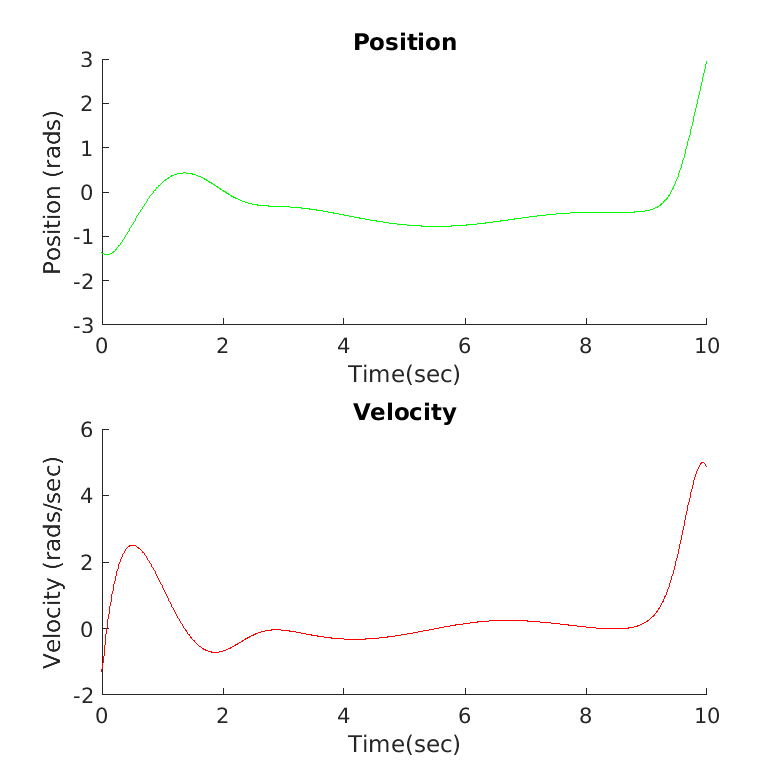 Position
Position (rads)
3
2
1
0
-1
-2
-3
0 2 4 6 8 10
Time(sec)
Velocity
Velocity (rads/sec)
6
4
2
0
-2
0 2 4 6 8 10
Time(sec)